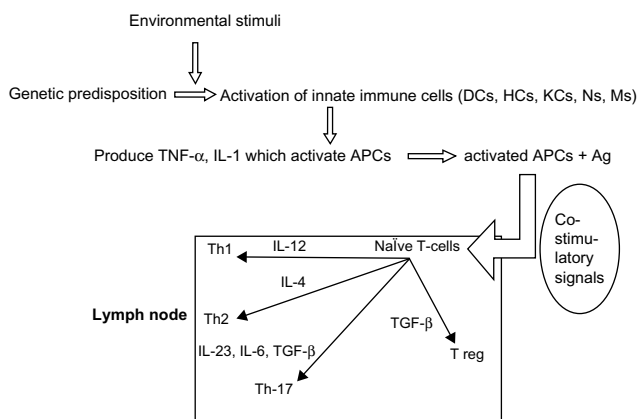 Environmental stimuli
Genetic predisposition
Activation of innate immune cells (DCs, HCs, KCs, Ns, Ms)
Produce TNF-α, IL-1 which activate APCs
activated APCs + Ag
Co-
stimu-
latory
signals
Th1
IL-12
NaÏve T-cells
IL-4
Lymph node
Th2
TGF-β
IL-23, IL-6, TGF-β
T reg
Th-17